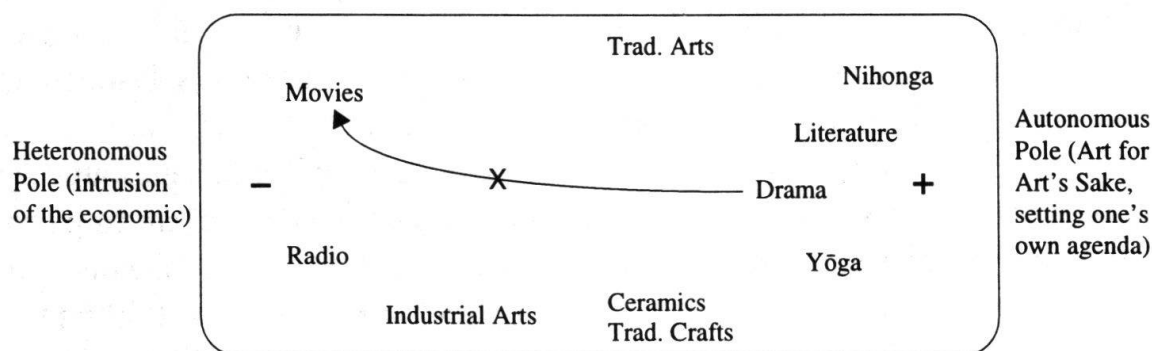 Trad. Arts
Nihonga
Movies
Literature
Heteronomous
Pole (intrusion
of the economic)
–
X
Drama
+
Autonomous
Pole (Art for
Art's Sake,
setting one's
own agenda)
Radio
Yōga
Industrial Arts
Ceramics
Trad. Crafts